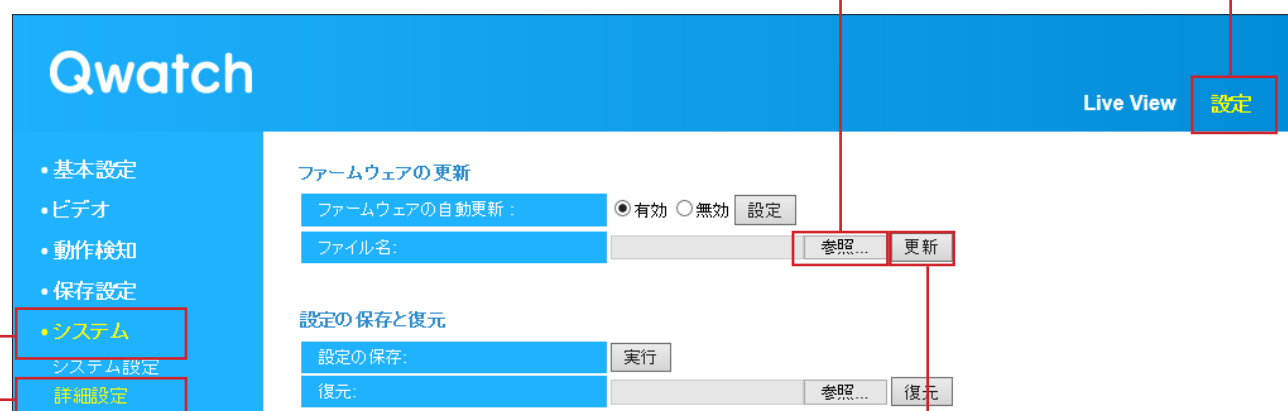 Qwatch
Live View 設定
•基本設定
•ビデオ
•動作検知
•保存設定
•システム
システム設定
詳細設定
ファームウェアの更新
ファームウェアの自動更新 : 有効 無効 設定
ファイル名: 参照... 更新
設定の保存と復元
設定の保存: 実行
復元: 参照... 復元